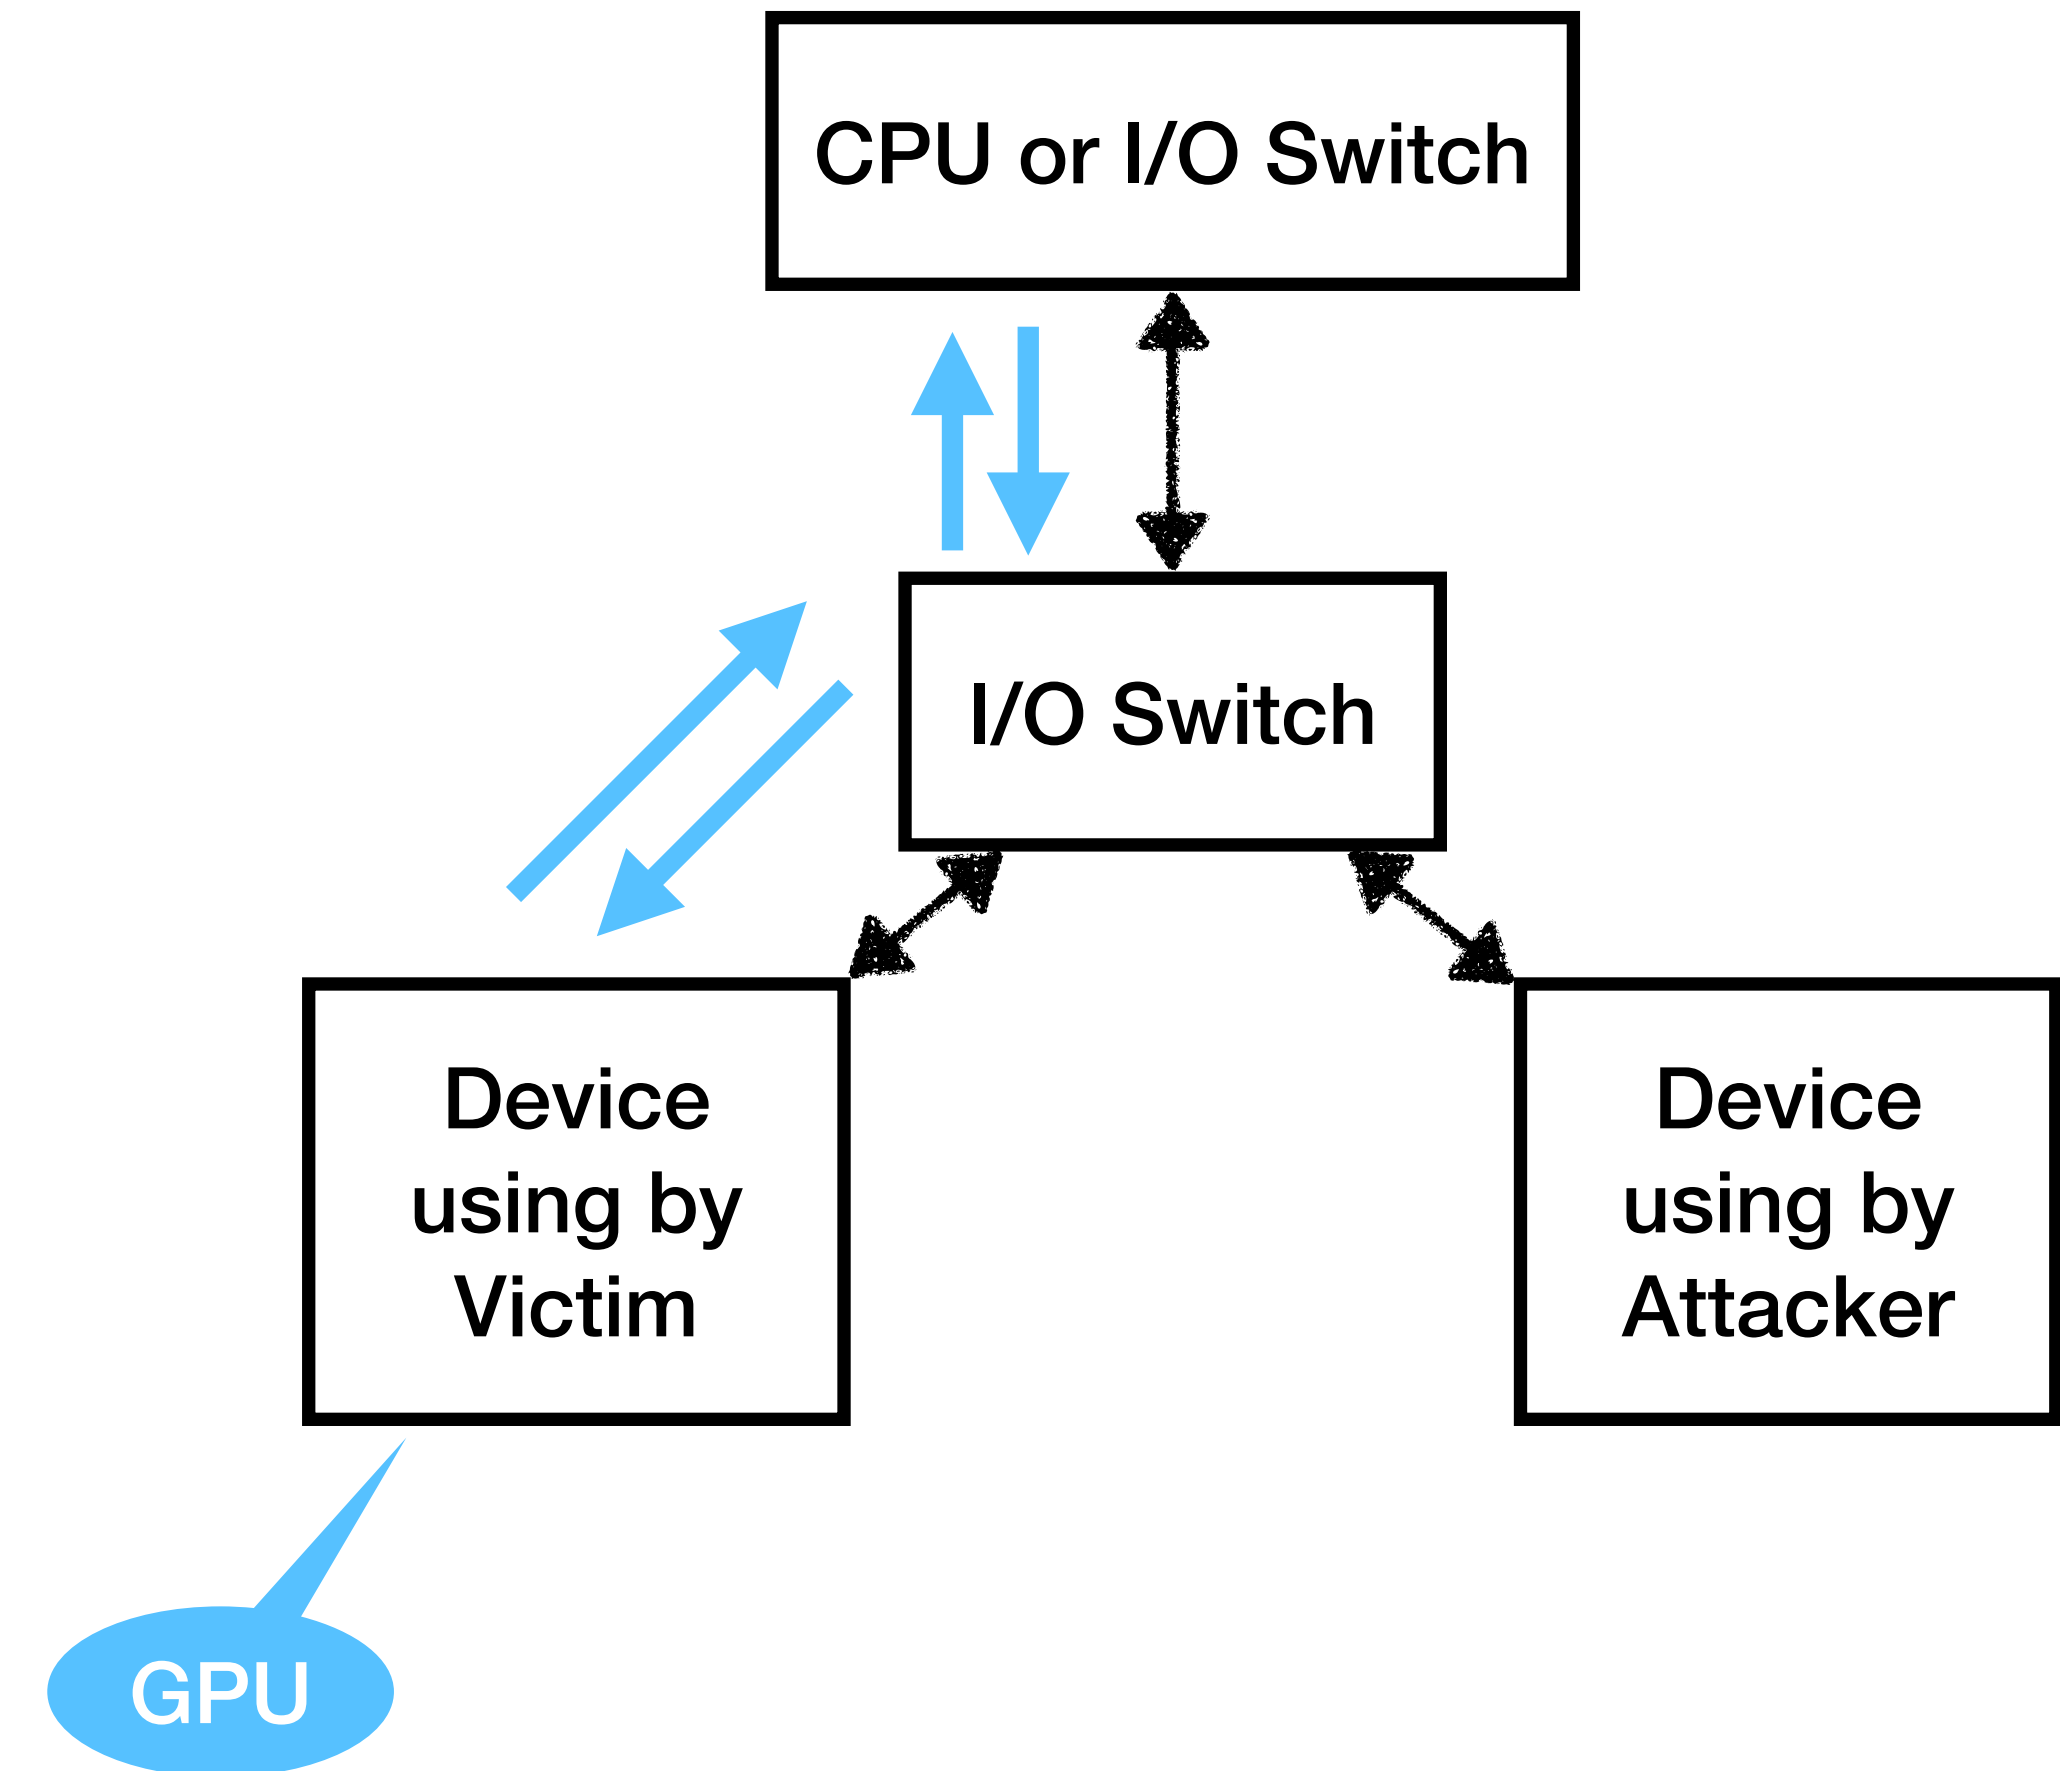 CPU or I/O Switch
I/O Switch
Device
using by
Victim
Device
using by
Attacker
GPU